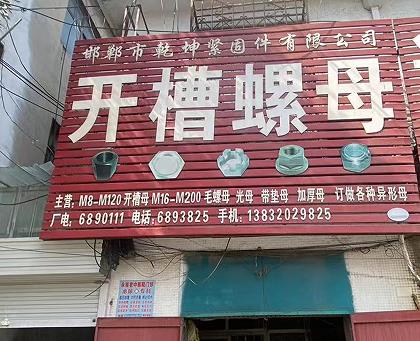 邯郸市乾坤紧固件有限公司
开槽螺母
主营：M8-M120开槽母 M16-M200毛螺母 光母 带垫母 加厚母 订做各种异形母
厂电：6890111 电话：6893825 手机：13832029825